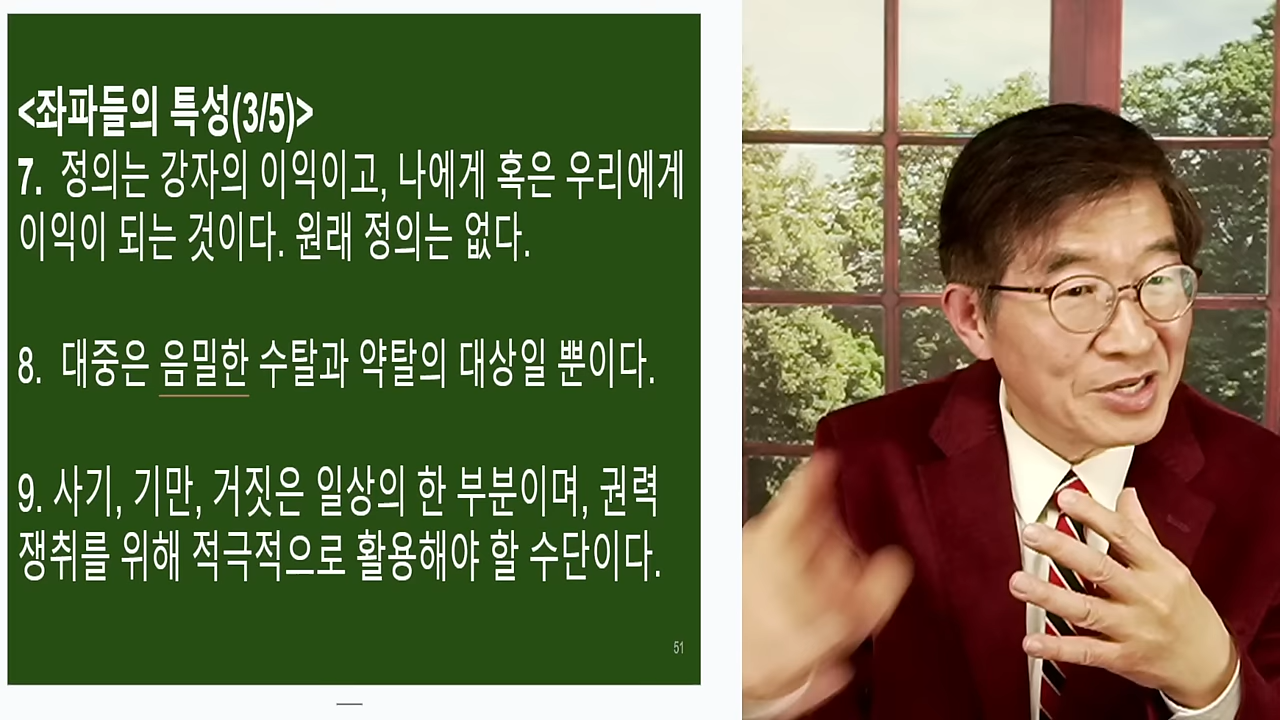 <좌파들의 특성(3/5)>
7. 정의는 강자의 이익이고, 나에게 혹은 우리에게
이익이 되는 것이다. 원래 정의는 없다.
8. 대중은 음밀한 수탈과 약탈의 대상일 뿐이다.
9. 사기, 기만, 거짓은 일상의 한 부분이며, 권력
쟁취를 위해 적극적으로 활용해야 할 수단이다.
51